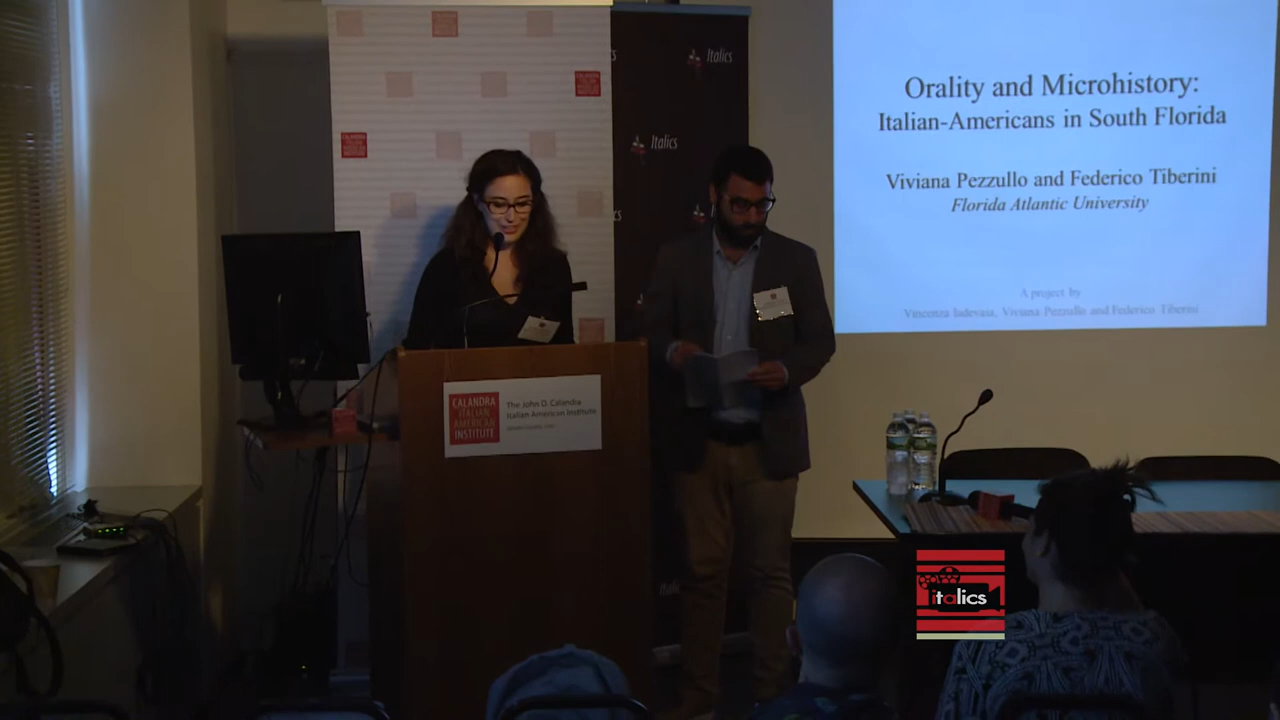 Italics
Italics
CALANDRA
ITALIAN
AMERICAN
INSTITUTE
The John D. Calandra
Italian American Institute
Orality and Microhistory:
Italian-Americans in South Florida
Viviana Pezzullo and Federico Tiberini
Florida Atlantic University
A project by
Vincenza Iadevaia, Viviana Pezzullo and Federico Tiberini
italics